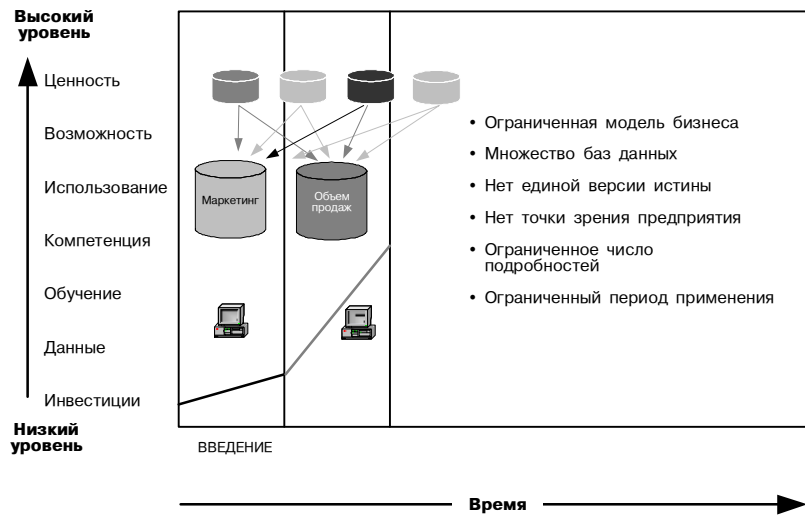 Высокий
уровень
Ценность
Возможность
Использование
Компетенция
Обучение
Данные
Инвестиции
Низкий
уровень
Маркетинг
Объем
продаж
• Ограниченная модель бизнеса
• Множество баз данных
• Нет единой версии истины
• Нет точки зрения предприятия
• Ограниченное число
подробностей
• Ограниченный период применения
ВВЕДЕНИЕ
Время